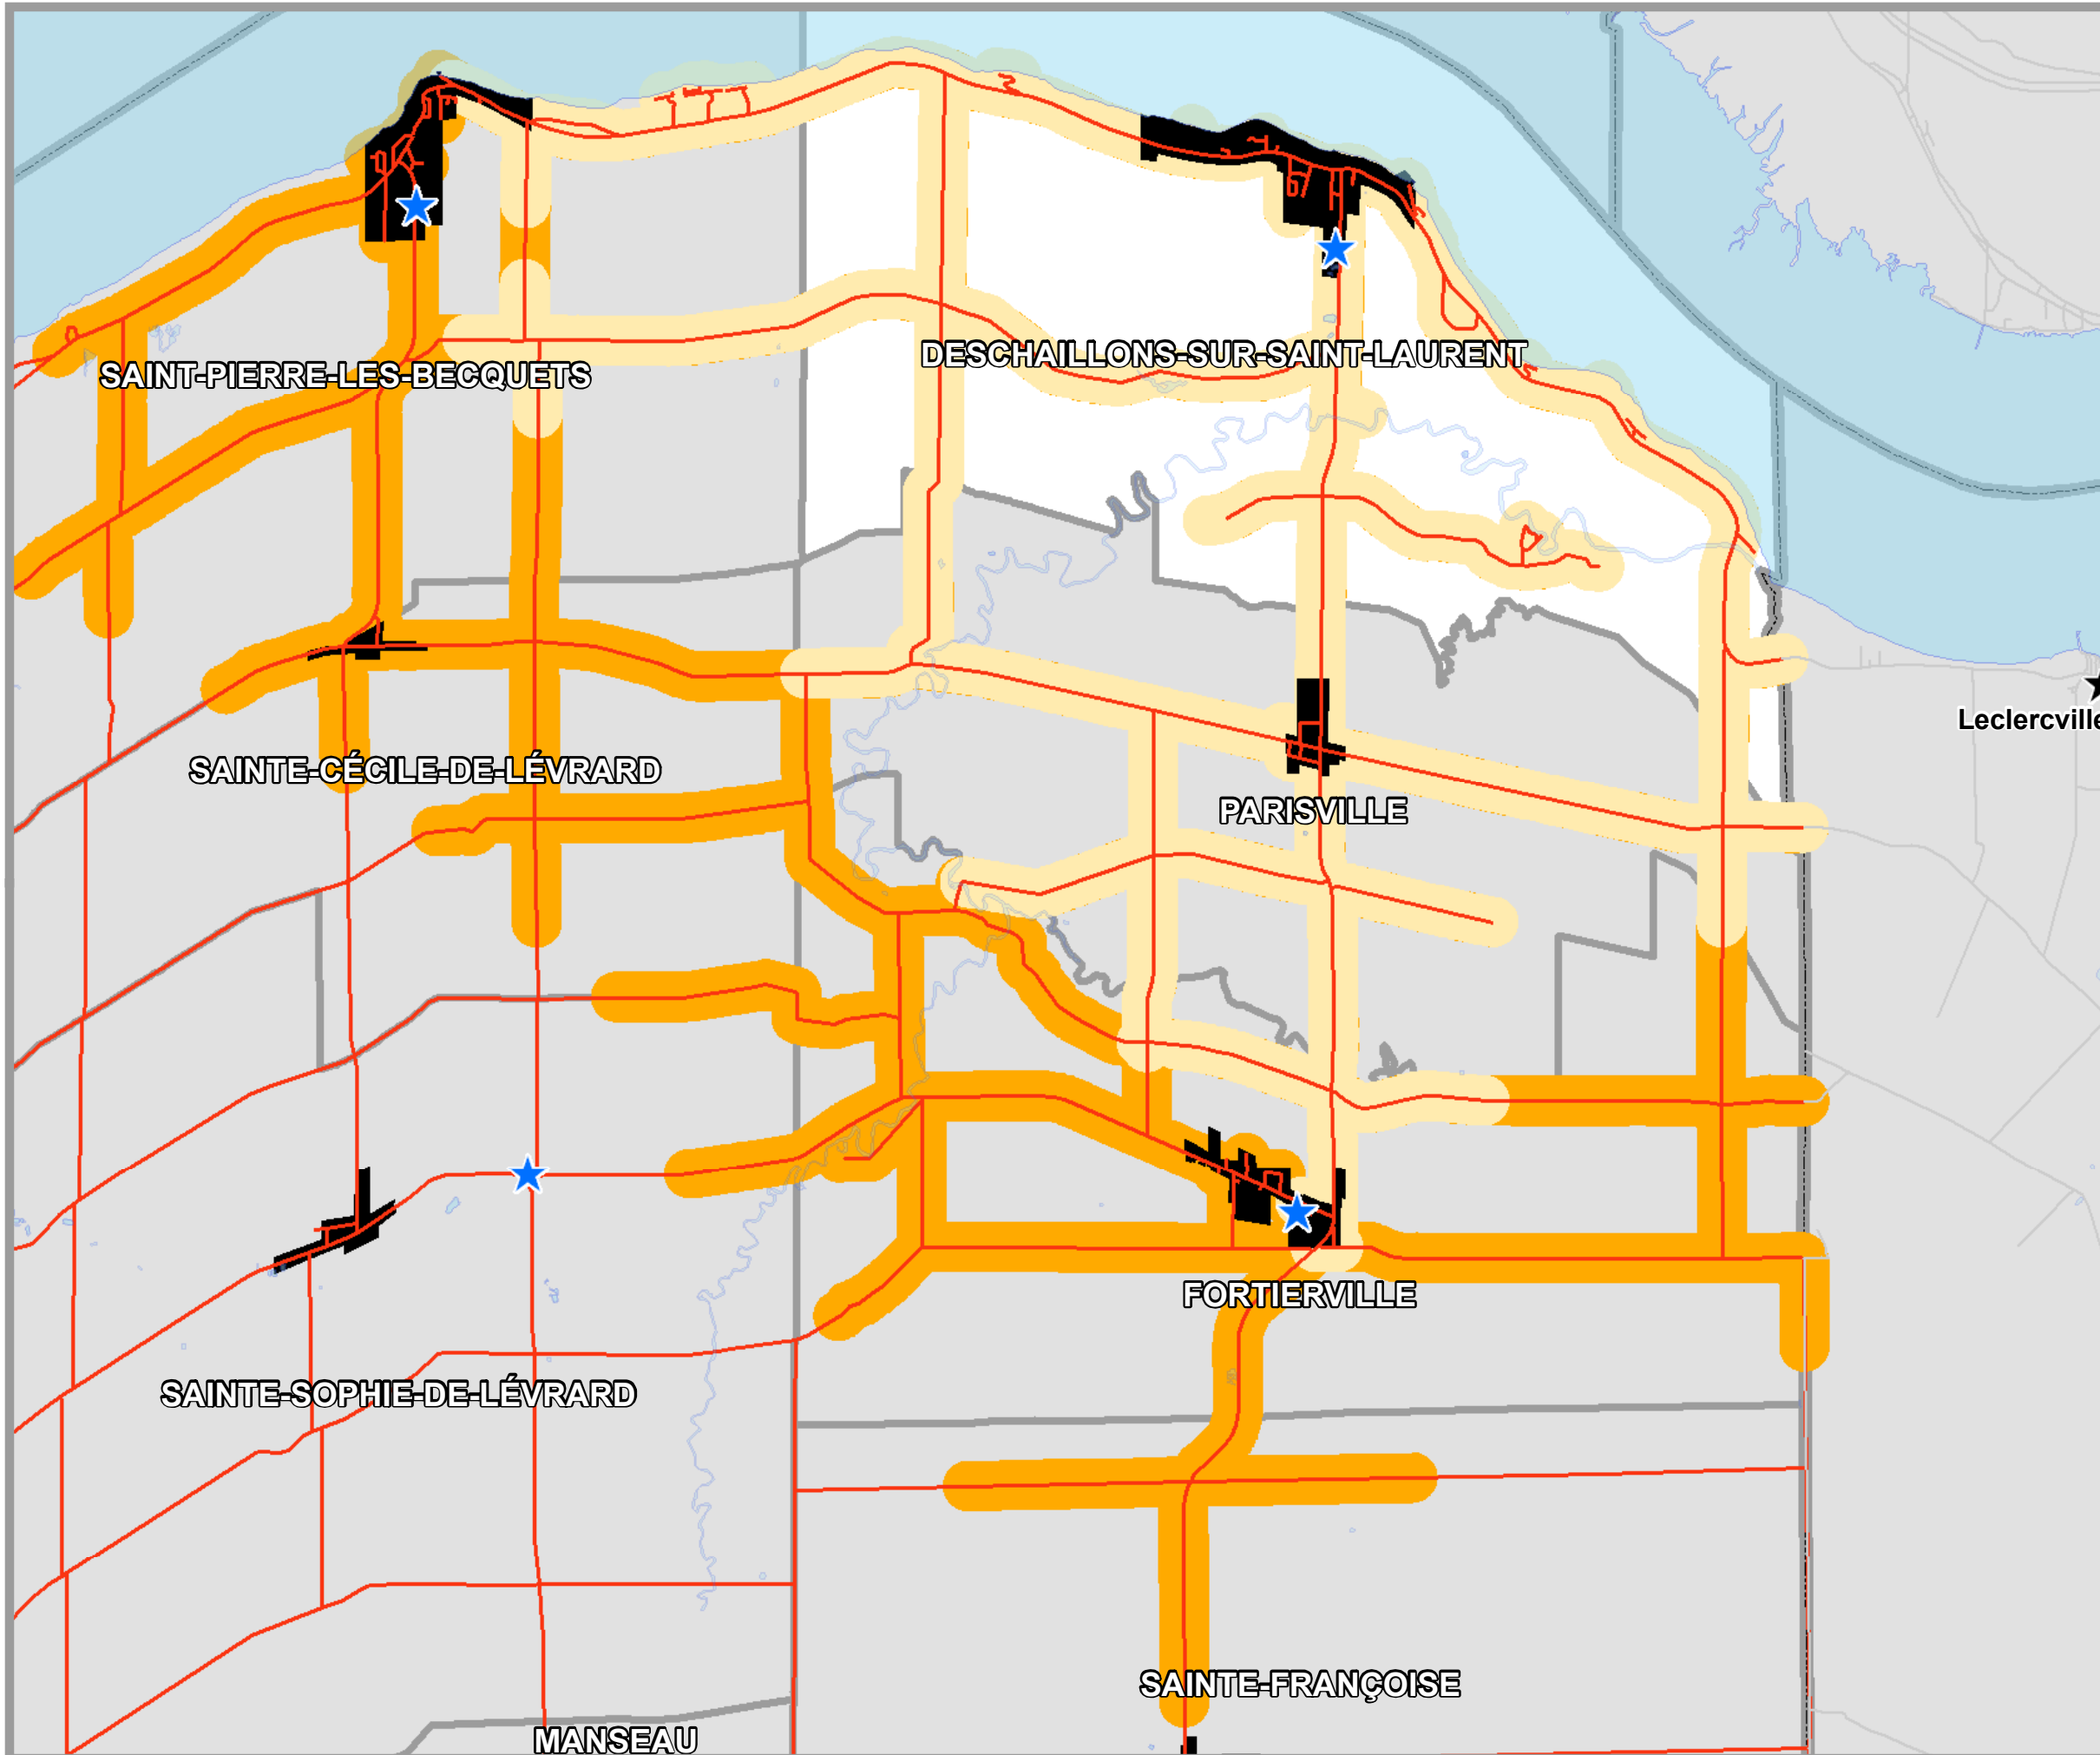 DESCHAILLONS-SUR-SAINT-LAURENT
SAINT-PIERRE-LES-BECQUETS
Leclercville
SAINTE-CÉCILE-DE-LÉVRARD
PARISVILLE
FORTIERVILLE
SAINTE-SOPHIE-DE-LÉVRARD
SAINTE-FRANÇOISE
MANSEAU